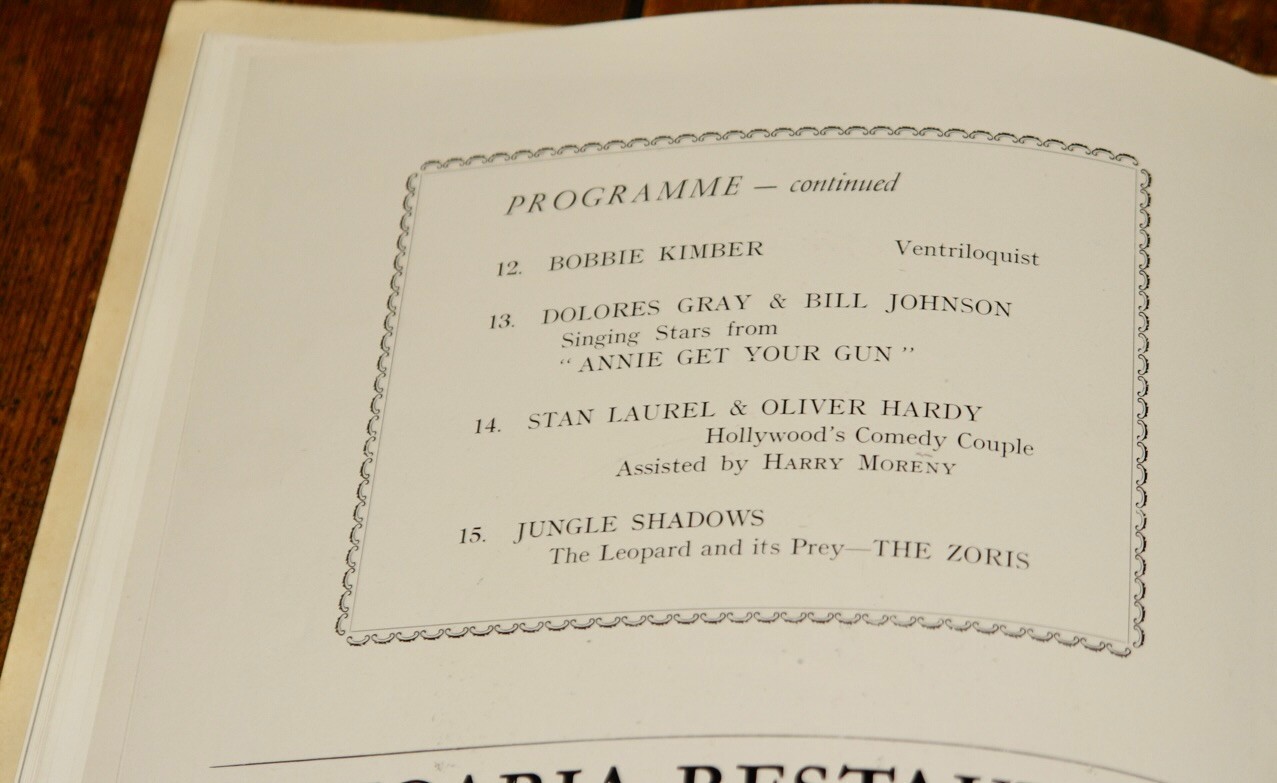 PROGRAMME — continued
12. BOBBIE KIMBER Ventriloquist
13. DOLORES GRAY & BILL JOHNSON
Singing Stars from
“ ANNIE GET YOUR GUN ”
14. STAN LAUREL & OLIVER HARDY
Hollywood's Comedy Couple
Assisted by HARRY MORENY
15. JUNGLE SHADOWS
The Leopard and its Prey—THE ZORIS